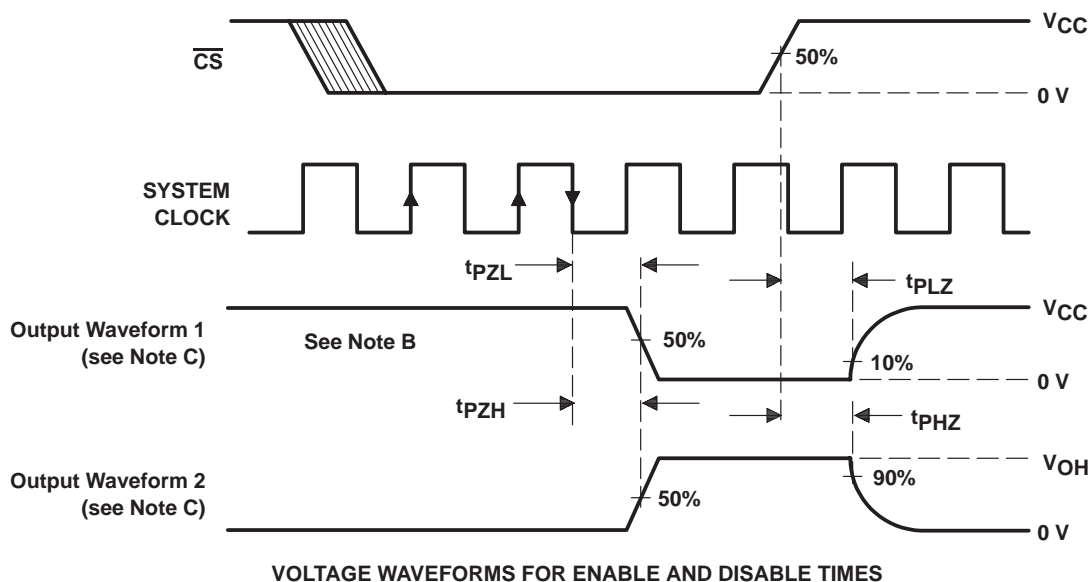 VCC
CS
50%
0 V
SYSTEM
CLOCK
tPZL
tPLZ
VCC
Output Waveform 1
(see Note C)
See Note B
50%
10%
0 V
tPZH
tPHZ
VOH
Output Waveform 2
(see Note C)
50%
90%
0 V
VOLTAGE WAVEFORMS FOR ENABLE AND DISABLE TIMES